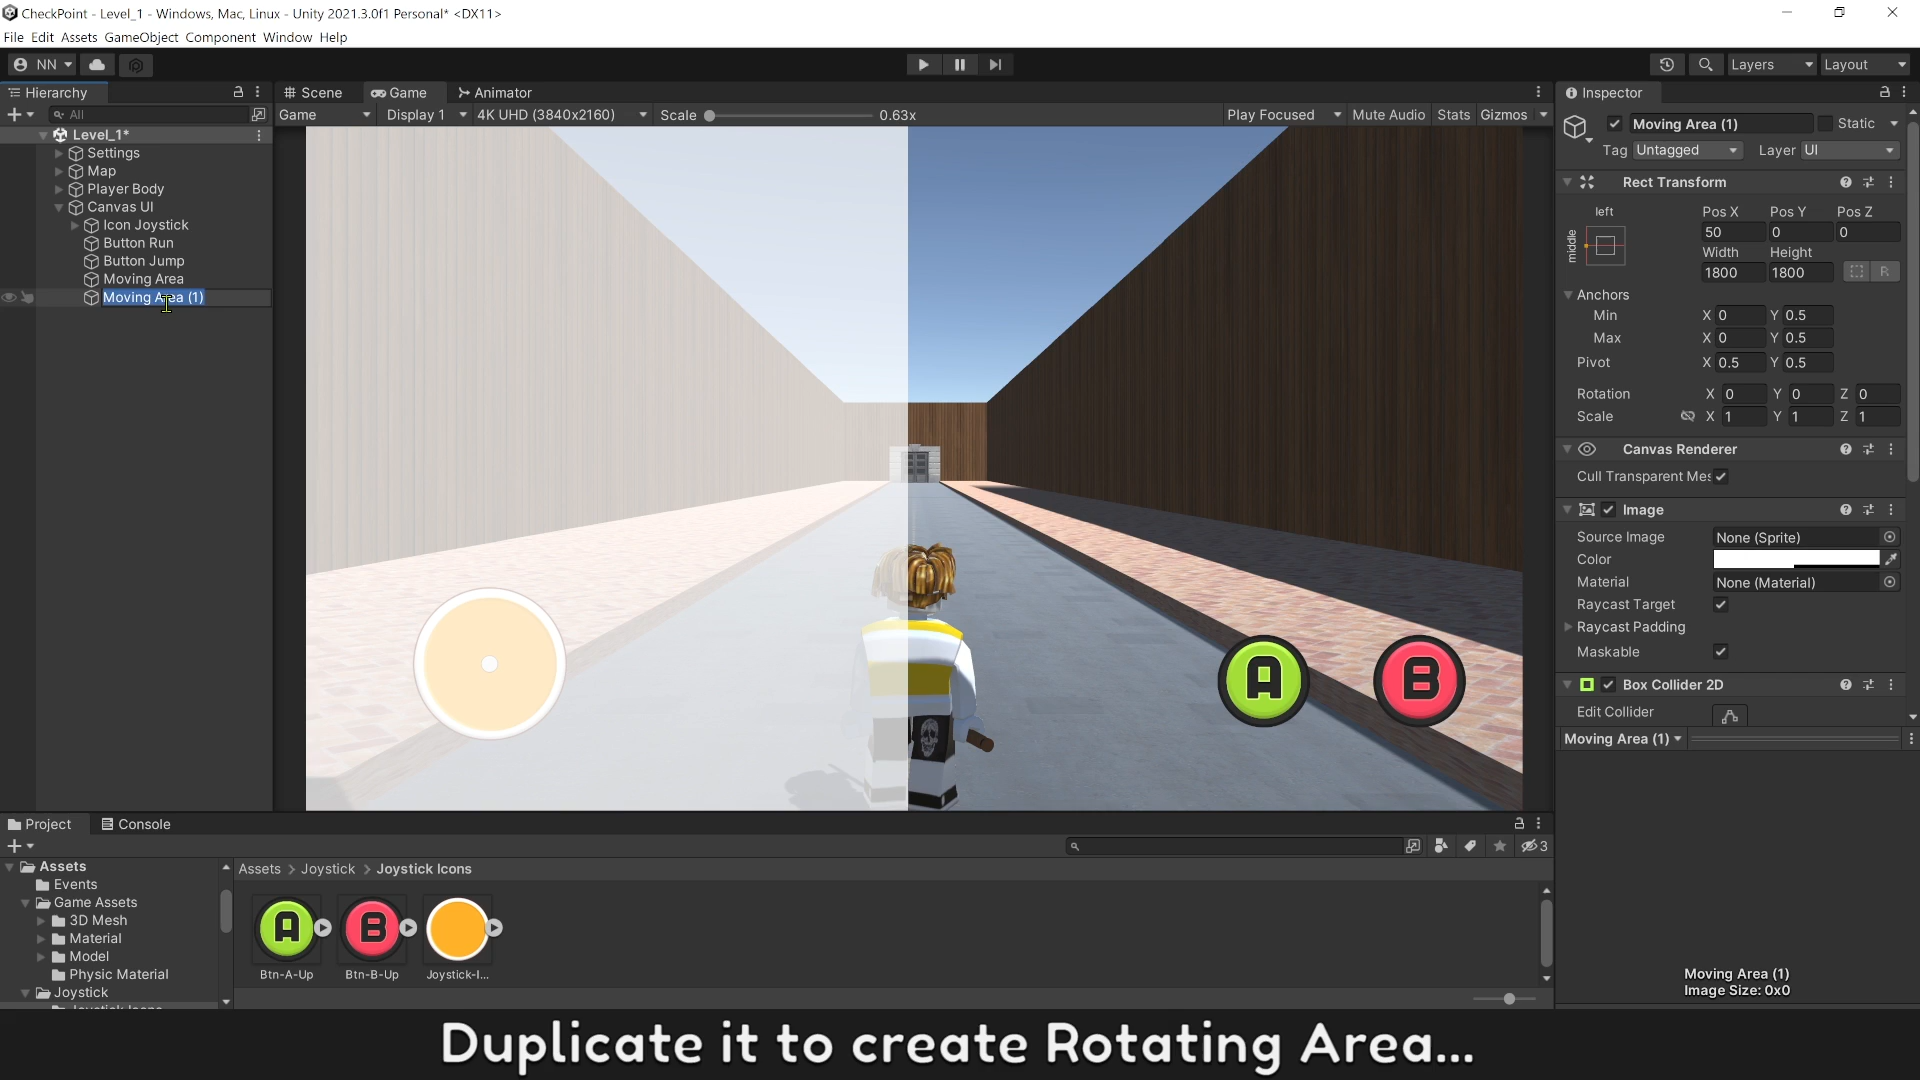 CheckPoint - Level_1 - Windows, Mac, Linux - Unity 2021.3.0f1 Personal* <DX11>
File Edit Assets GameObject Component Window Help
NN
Layers
Layout
Hierarchy
Scene
Game
Animator
Inspector
All
Game
Display 1
4K UHD (3840x2160)
Scale
0.63x
Play Focused
Mute Audio
Stats
Gizmos
Level_1*
Settings
Map
Player Body
Canvas UI
Icon Joystick
Button Run
Button Jump
Moving Area
Moving Area (1)
A
B
Moving Area (1)
Static
Tag Untagged
Layer UI
Rect Transform
left
middle
Pos X Pos Y Pos Z
50 0 0
Width Height
1800 1800
R
Anchors
Min X 0 Y 0.5
Max X 0 Y 0.5
Pivot X 0.5 Y 0.5
Rotation X 0 Y 0 Z 0
Scale X 1 Y 1 Z 1
Canvas Renderer
Cull Transparent Mes
Image
Source Image None (Sprite)
Color
Material None (Material)
Raycast Target
Raycast Padding
Maskable
Box Collider 2D
Edit Collider
Moving Area (1)
Moving Area (1)
Image Size: 0x0
Project
Console
3
Assets
Events
Game Assets
3D Mesh
Material
Model
Physic Material
Joystick
Joystick Icons
Assets > Joystick > Joystick Icons
A
B
Btn-A-Up
Btn-B-Up
Joystick-I...
Duplicate it to create Rotating Area...